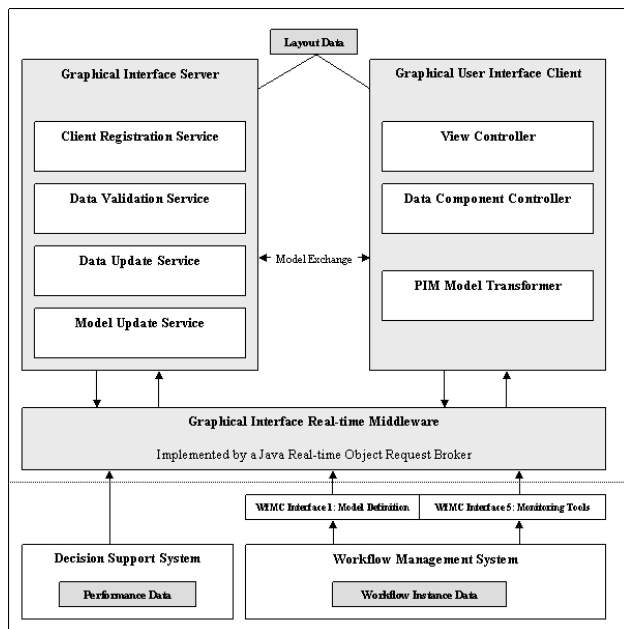 Layout Data
Graphical Interface Server
Client Registration Service
Data Validation Service
Data Update Service
Model Update Service
Model Exchange
Graphical User Interface Client
View Controller
Data Component Controller
PIM Model Transformer
Graphical Interface Real-time Middleware
Implemented by a Java Real-time Object Request Broker
WfMC Interface 1: Model Definition
WfMC Interface 5: Monitoring Tools
Decision Support System
Performance Data
Workflow Management System
Workflow Instance Data